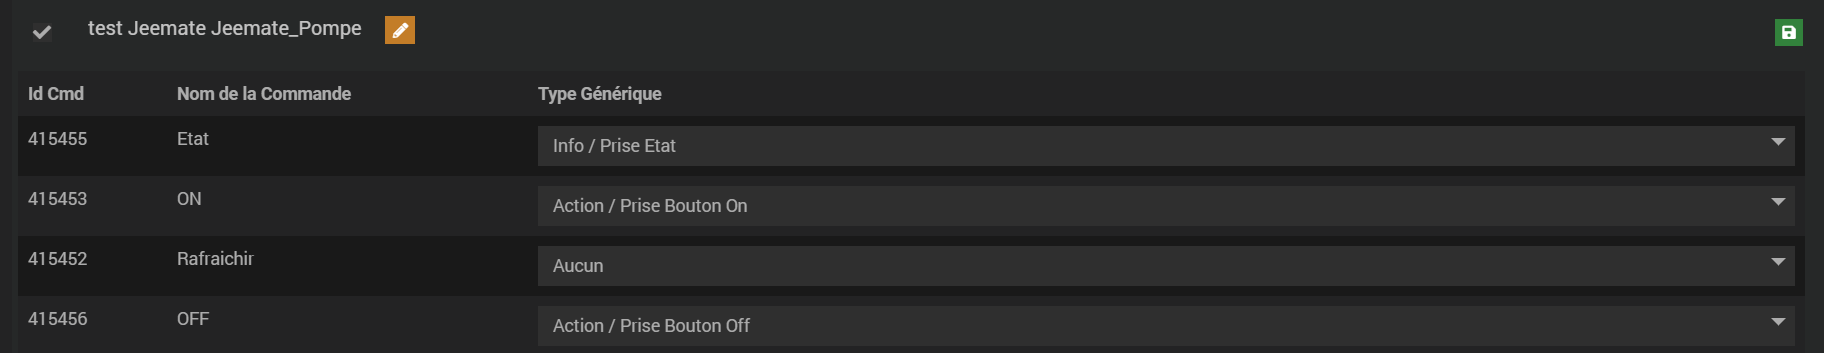 test Jeemate Jeemate_Pompe
Id Cmd Nom de la Commande Type Générique
415455 Etat Info / Prise Etat
415453 ON Action / Prise Bouton On
415452 Rafraichir Aucun
415456 OFF Action / Prise Bouton Off